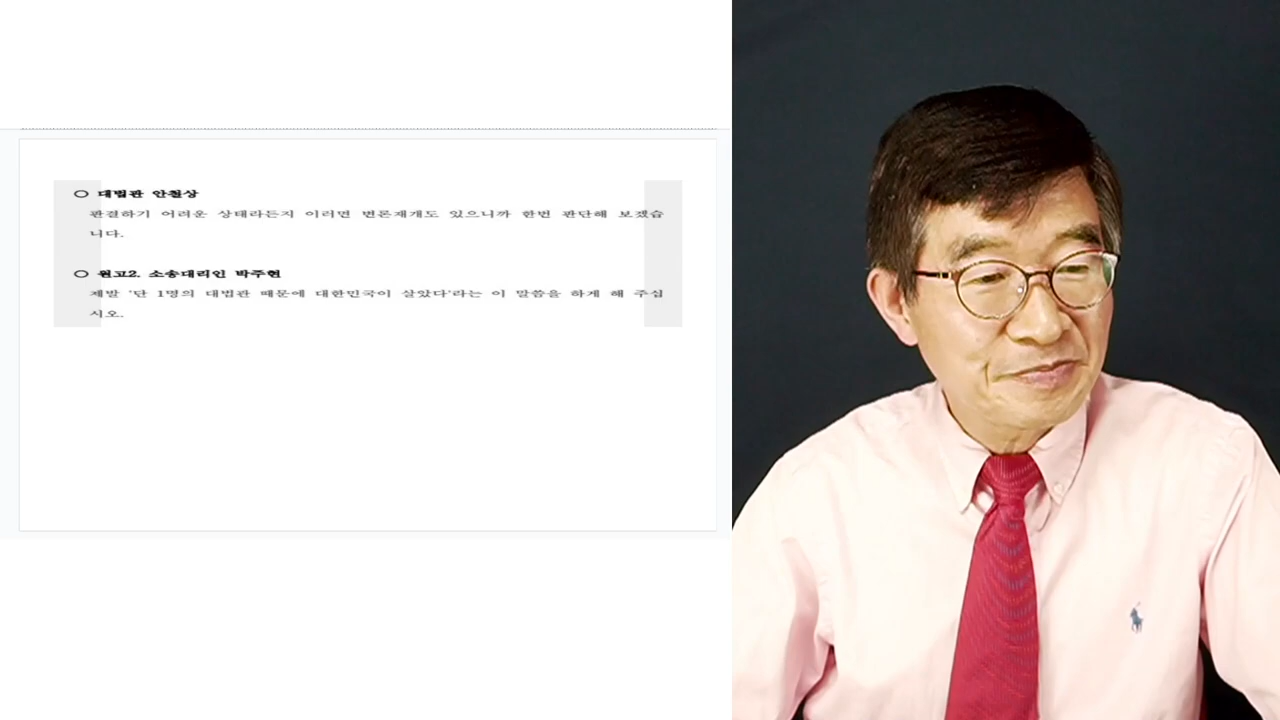 ○ 대법관 안철상
판결하기 어려운 상태라든지 이러면 변론재개도 있으니까 한번 판단해 보겠습
니다.
○ 원고2. 소송대리인 박주현
제발 '단 1명의 대법관 때문에 대한민국이 살았다'라는 이 말씀을 하게 해 주십
시오.